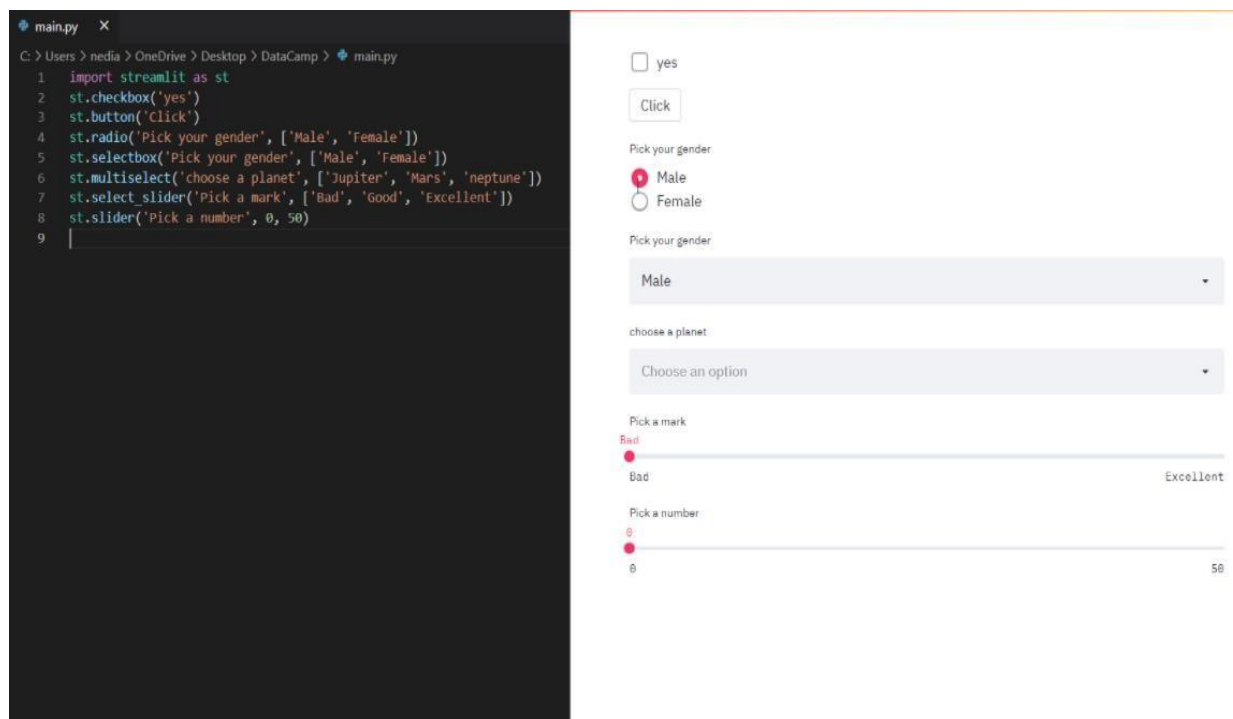 main.py X
C: > Users > nedia > OneDrive > Desktop > DataCamp > main.py
1 import streamlit as st
2 st.checkbox('yes')
3 st.button('Click')
4 st.radio('Pick your gender', ['Male', 'Female'])
5 st.selectbox('Pick your gender', ['Male', 'Female'])
6 st.multiselect('choose a planet', ['Jupiter', 'Mars', 'neptune'])
7 st.select_slider('Pick a mark', ['Bad', 'Good', 'Excellent'])
8 st.slider('Pick a number', 0, 50)
9
yes
Click
Pick your gender
Male
Female
Pick your gender
Male
choose a planet
Choose an option
Pick a mark
Bad
Bad Excellent
Pick a number
0
0 50